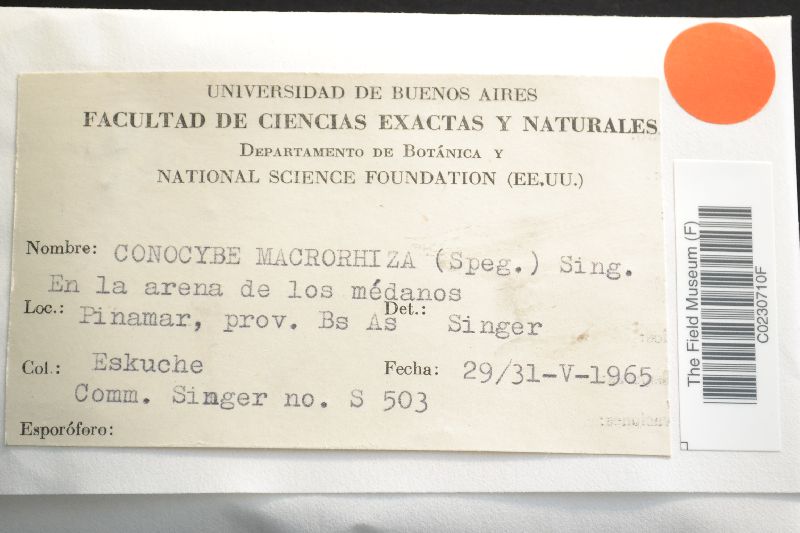 UNIVERSIDAD DE BUENOS AIRES
FACULTAD DE CIENCIAS EXACTAS Y NATURALES
DEPARTAMENTO DE BOTÁNICA Y
NATIONAL SCIENCE FOUNDATION (EE.UU.)
Nombre: CONOCYBE MACRORHIZA (Speg.) Sing.
En la arena de los médanos
Loc.: Pinamar, prov. Bs As Det.: Singer
Col.: Eskuche Fecha: 29/31-V-1965
Comm. Singer no. S 503
Esporóforo:
The Field Museum (F)
C0230710F